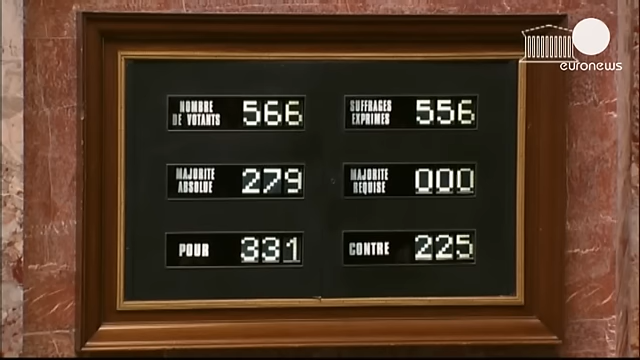 euronews
NOMBRE
DE VOTANTS
566
SUFFRAGES
EXPRIMES
556
MAJORITE
ABSOLUE
279
MAJORITE
REQUISE
000
POUR
331
CONTRE
225